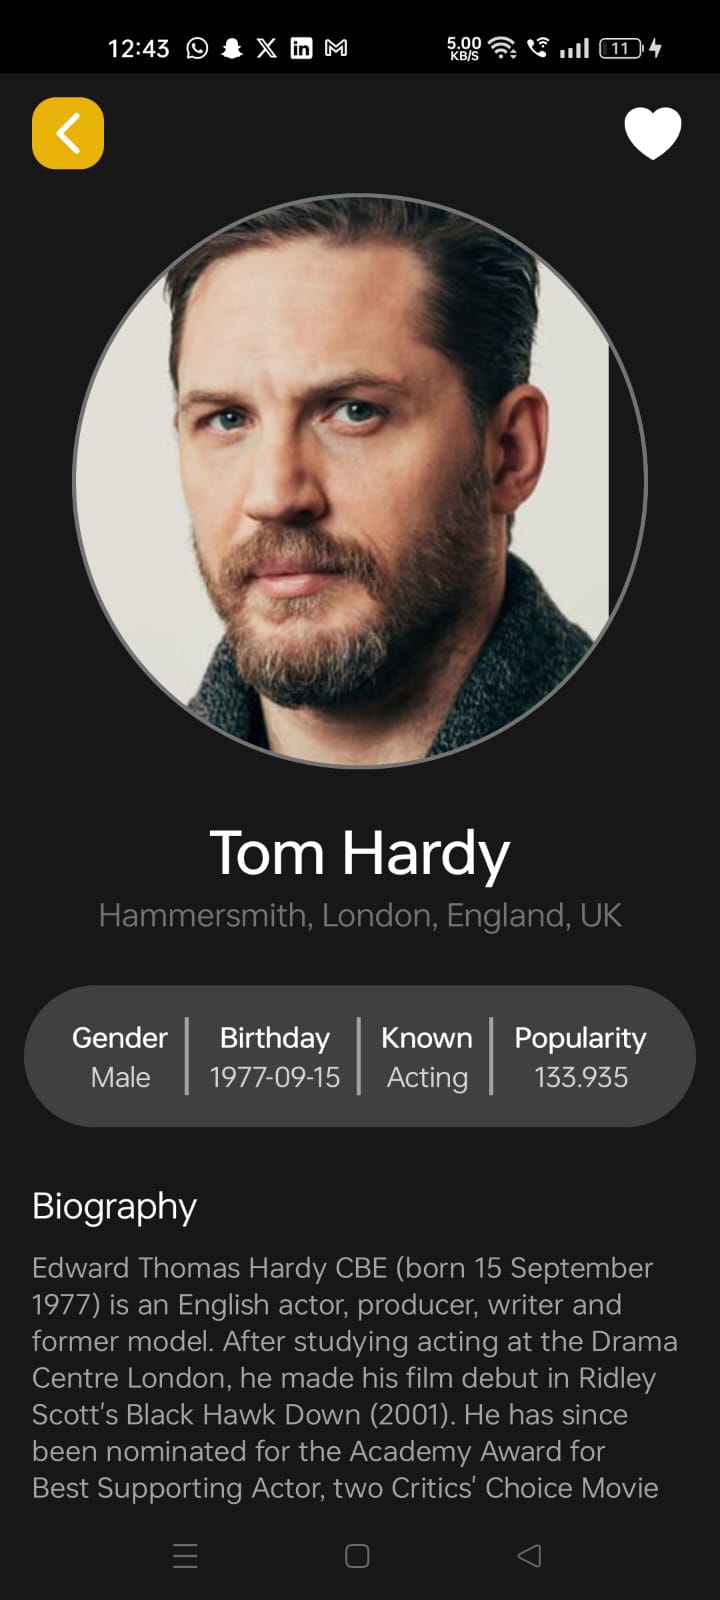 12:43
5.00
KB/S
11
Tom Hardy
Hammersmith, London, England, UK
Gender Birthday Known Popularity
Male 1977-09-15 Acting 133.935
Biography
Edward Thomas Hardy CBE (born 15 September
1977) is an English actor, producer, writer and
former model. After studying acting at the Drama
Centre London, he made his film debut in Ridley
Scott's Black Hawk Down (2001). He has since
been nominated for the Academy Award for
Best Supporting Actor, two Critics' Choice Movie